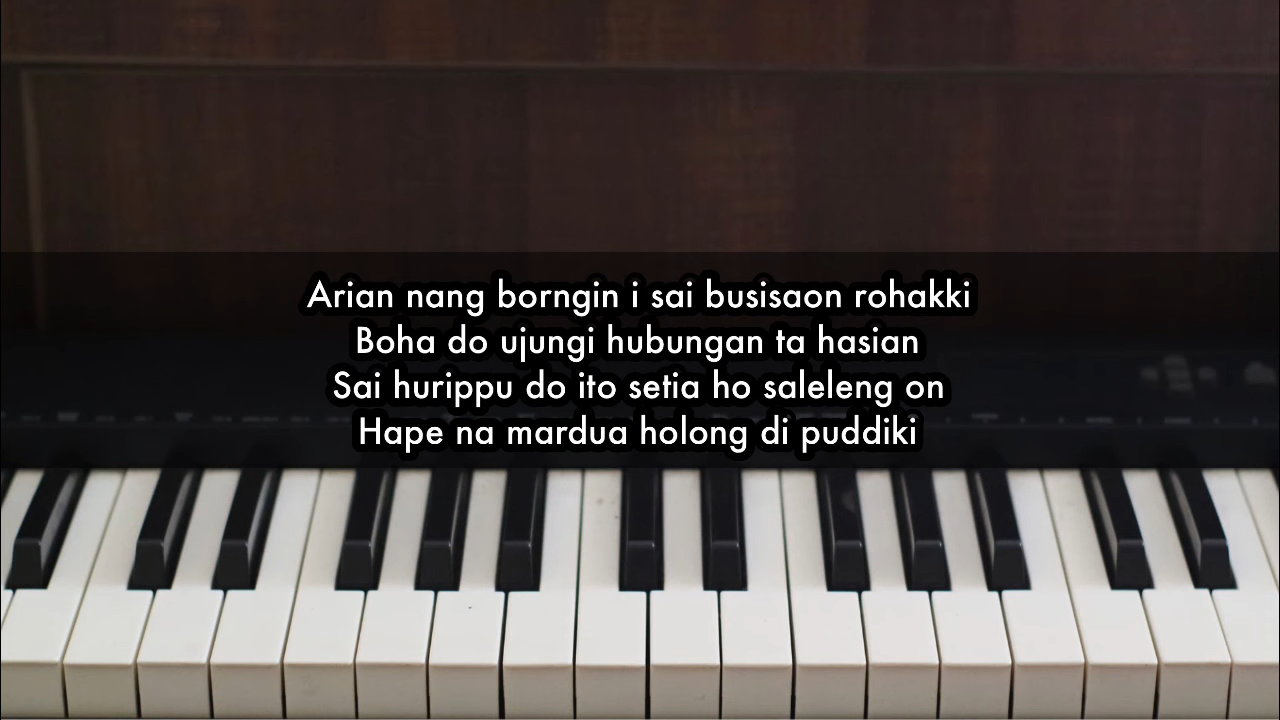 Arian nang borngin i sai busisaon rohakki
Boha do ujungi hubungan ta hasian
Sai hurippu do ito setia ho saleleng on
Hape na mardua holong di puddiki